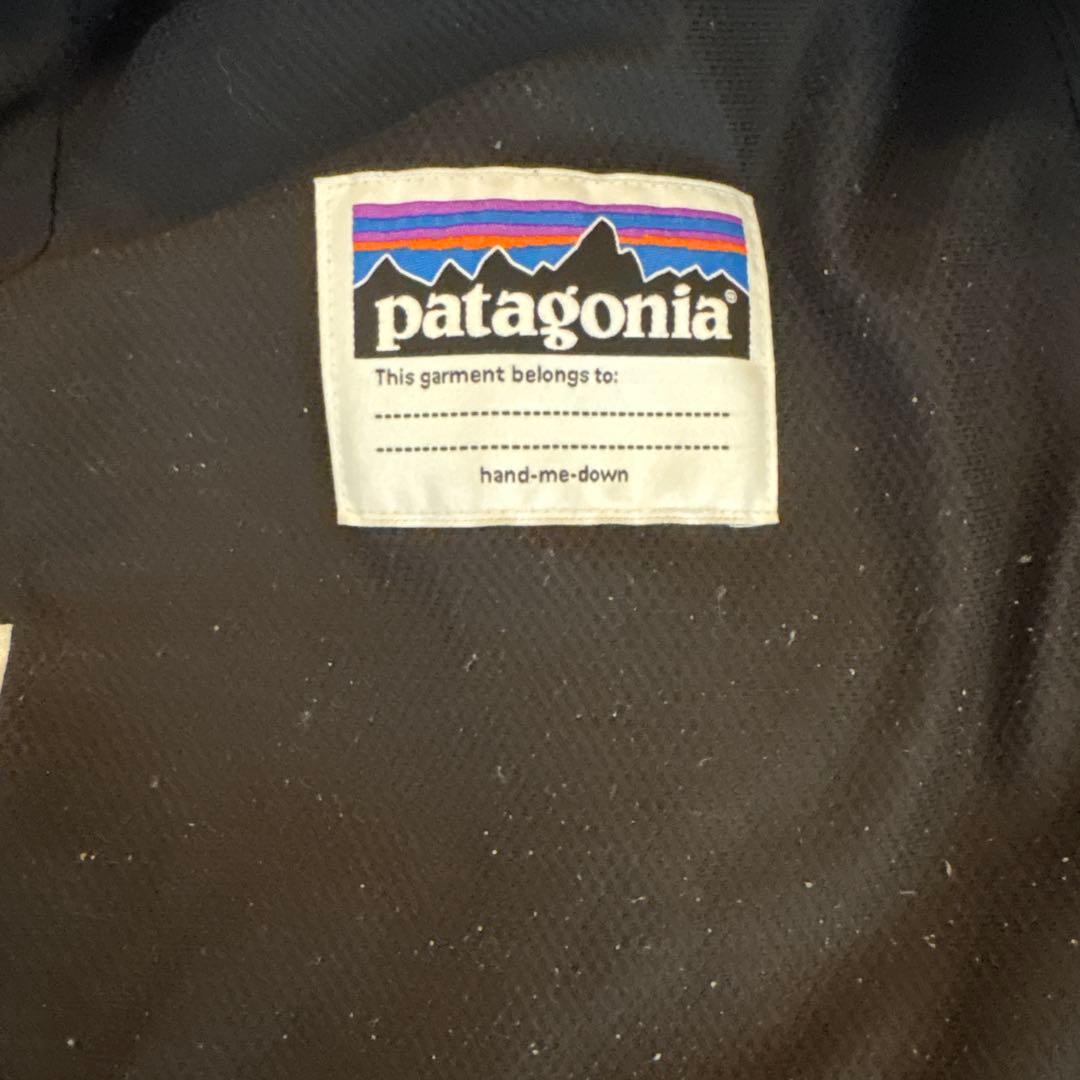 patagonia®
This garment belongs to:
hand-me-down